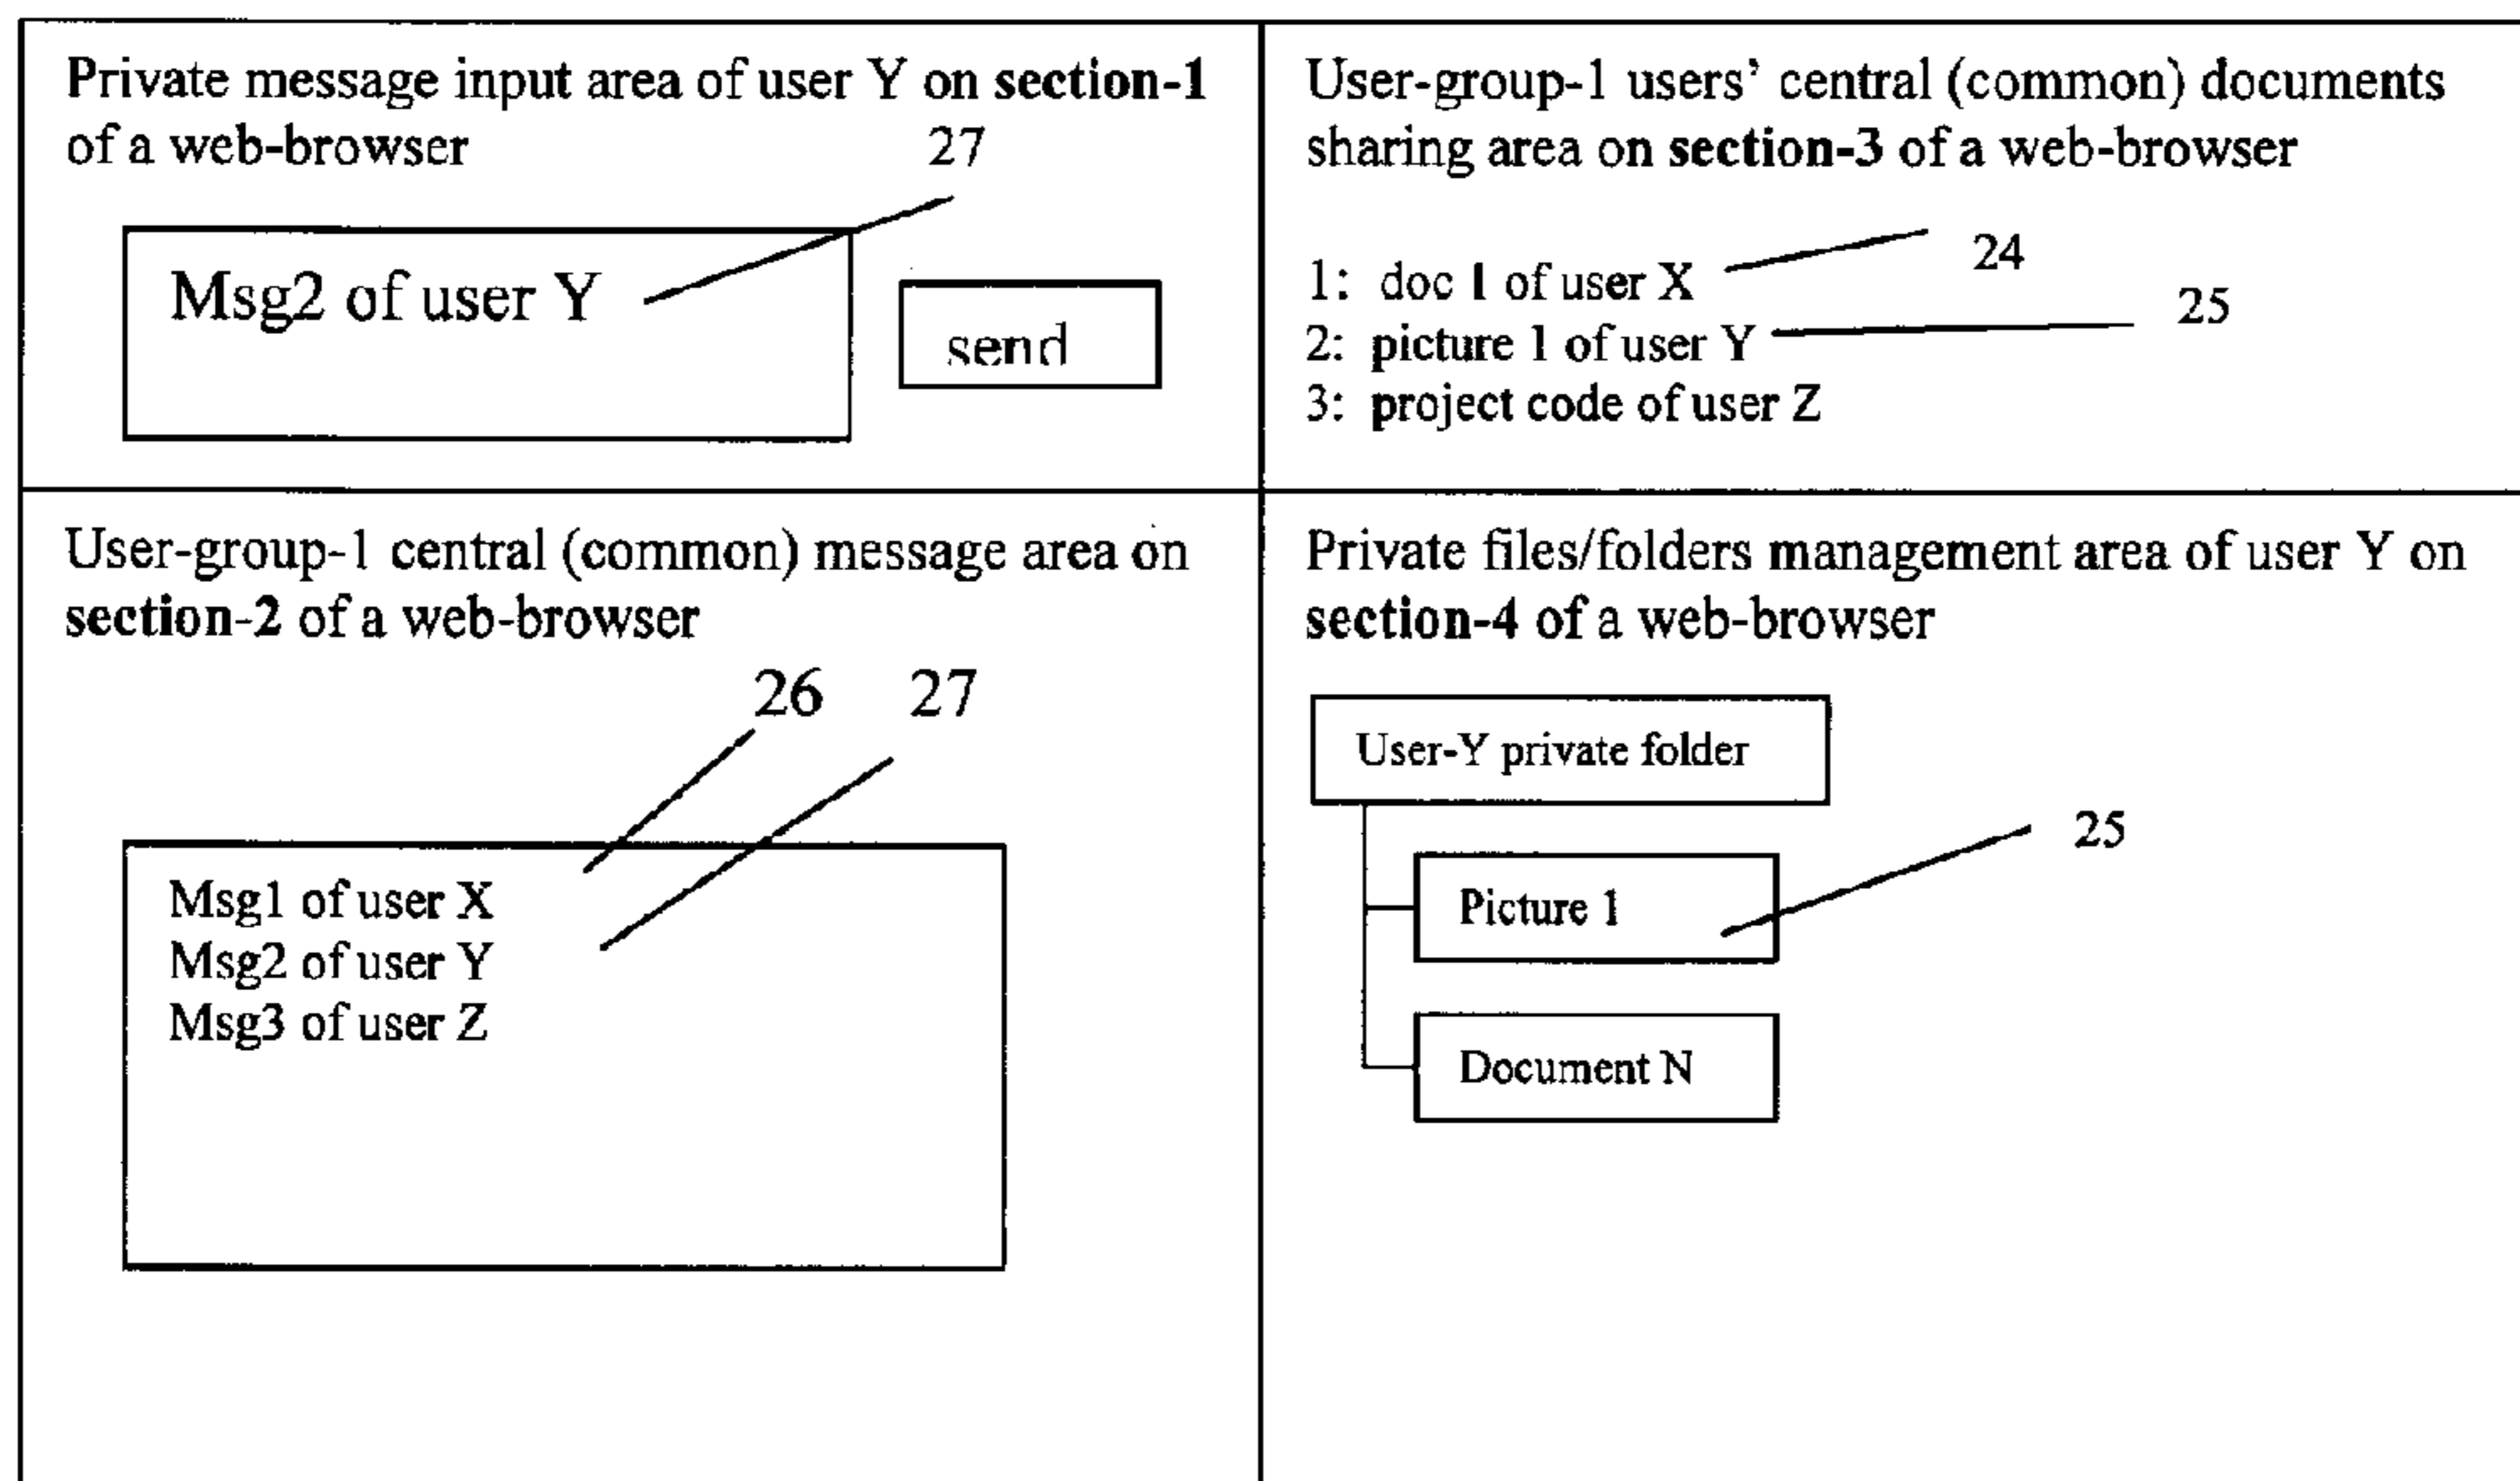 Private message input area of user Y on section-1
of a web-browser
27
Msg2 of user Y
send
User-group-1 users' central (common) documents
sharing area on section-3 of a web-browser
24
1: doc 1 of user X
25
2: picture 1 of user Y
3: project code of user Z
User-group-1 central (common) message area on
section-2 of a web-browser
26 27
Msg1 of user X
Msg2 of user Y
Msg3 of user Z
Private files/folders management area of user Y on
section-4 of a web-browser
User-Y private folder
25
Picture 1
Document N